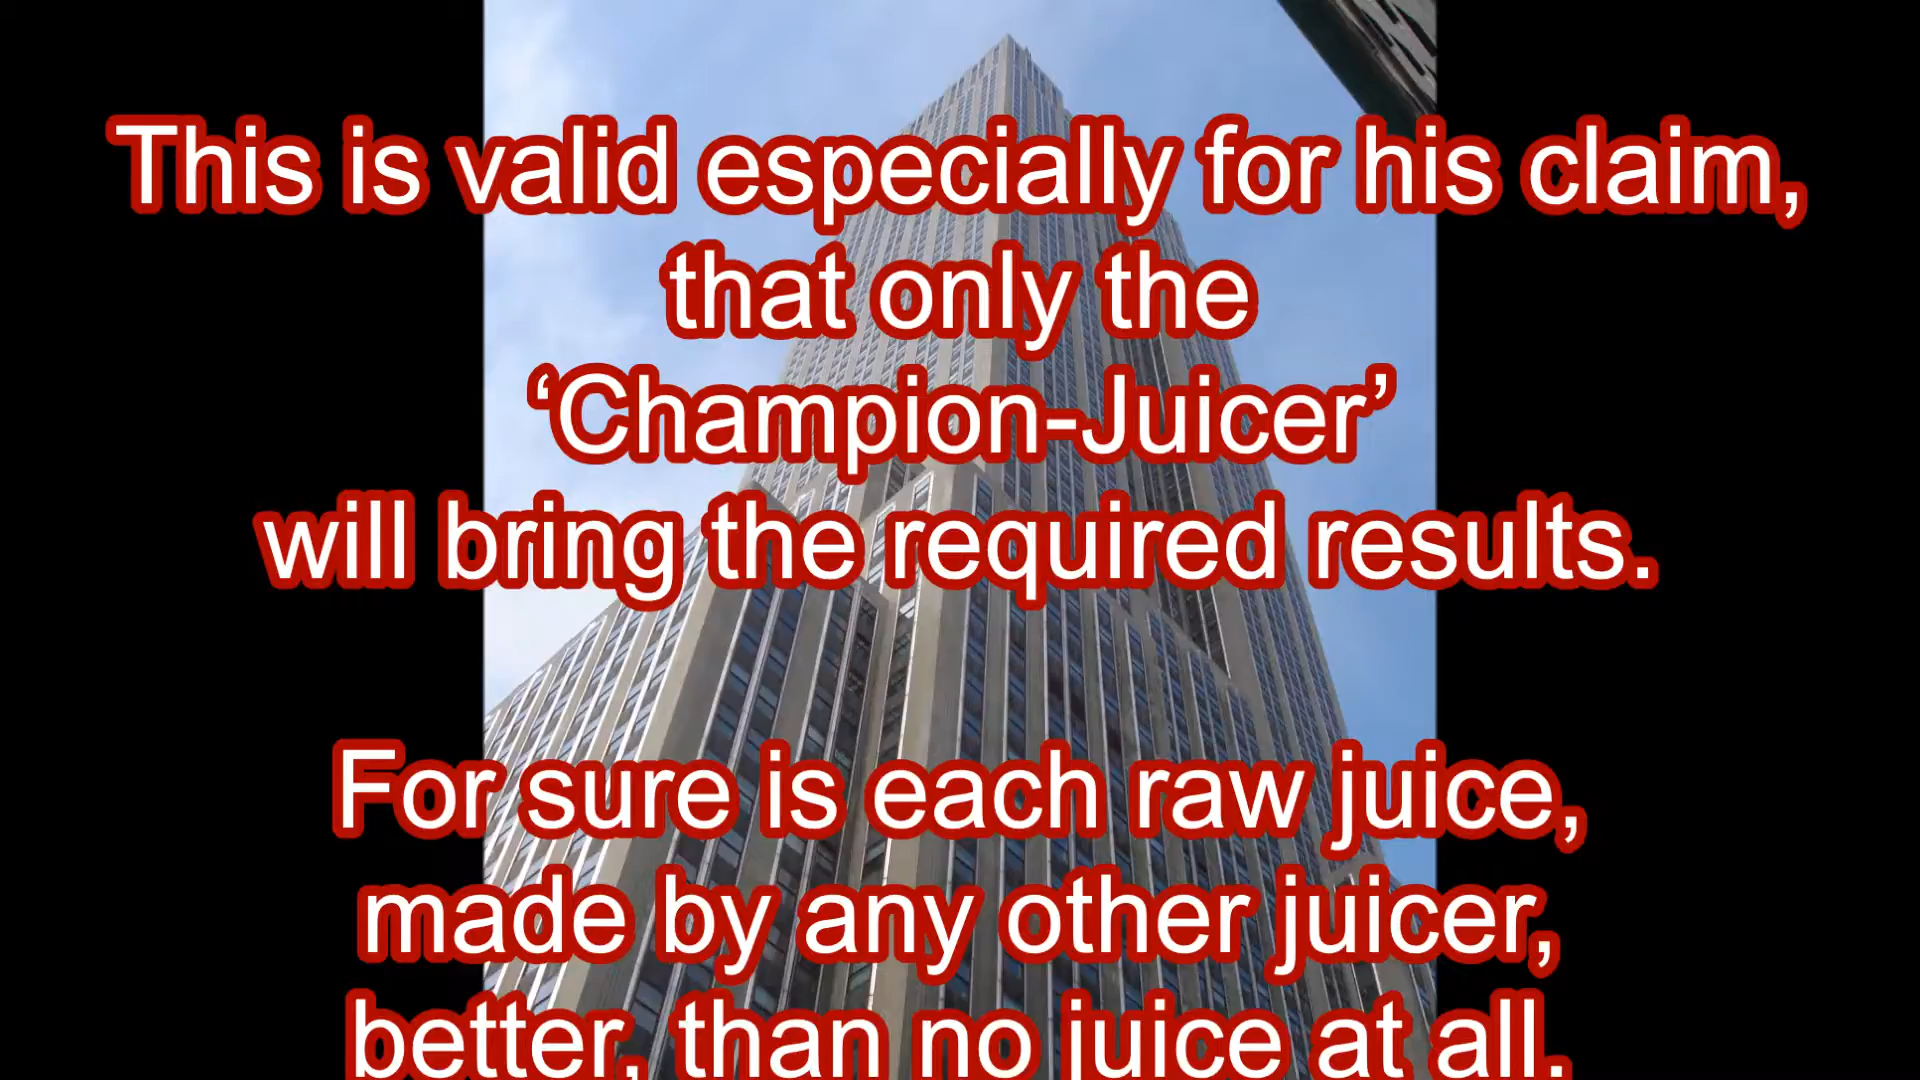 This is valid especially for his claim,
that only the
‘Champion-Juicer’
will bring the required results.
For sure is each raw juice,
made by any other juicer,
better, than no juice at all.